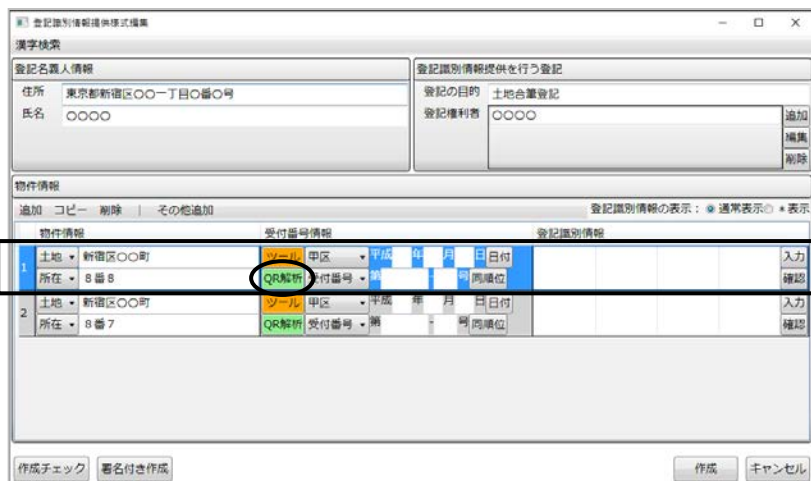 登記識別情報提供様式編集
漢字検索
登記名義人情報
登記識別情報提供を行う登記
住所 東京都新宿区○○一丁目○番○号
登記の目的 土地合筆登記
氏名 ○○○○
登記権利者 ○○○○ 追加
編集
削除
物件情報
追加 コピー 削除 | その他追加 登記識別情報の表示: 通常表示 *表示
物件情報 受付番号情報 登記識別情報
1 土地 新宿区○○町 ツール 甲区 平成 年 月 日 日付 入力
所在 8番8 QR解析 受付番号 第 - 号 同順位 確認
2 土地 新宿区○○町 ツール 甲区 平成 年 月 日 日付 入力
所在 8番7 QR解析 受付番号 第 - 号 同順位 確認
作成チェック 署名付き作成 作成 キャンセル